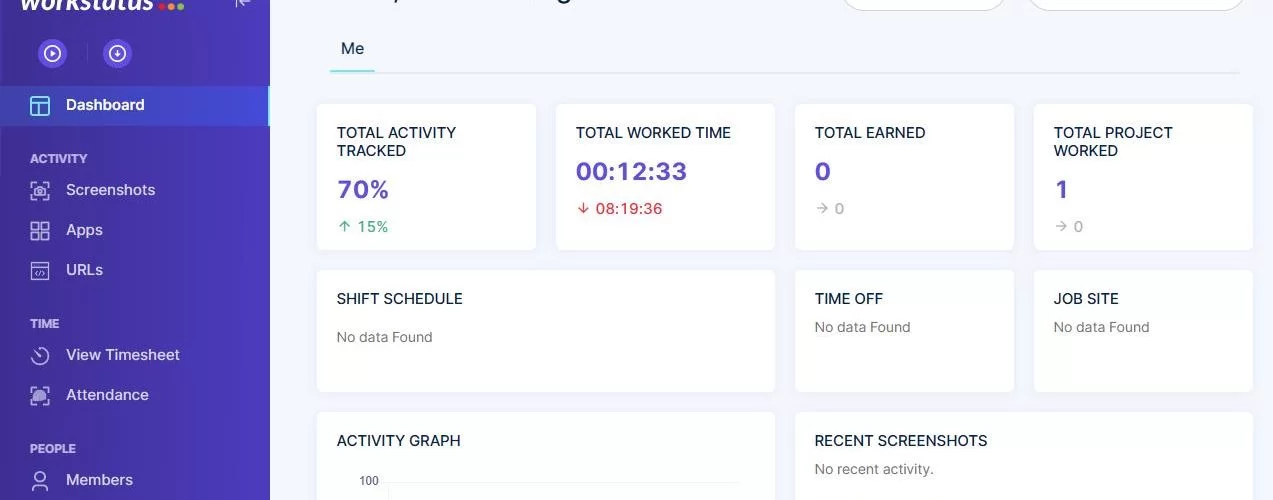 workstatus
Me
Dashboard
ACTIVITY
Screenshots
Apps
URLs
TIME
View Timesheet
Attendance
PEOPLE
Members
TOTAL ACTIVITY
TRACKED
70%
↑ 15%
TOTAL WORKED TIME
00:12:33
↓ 08:19:36
TOTAL EARNED
0
→ 0
TOTAL PROJECT
WORKED
1
→ 0
SHIFT SCHEDULE
No data Found
TIME OFF
No data Found
JOB SITE
No data Found
ACTIVITY GRAPH
100
RECENT SCREENSHOTS
No recent activity.